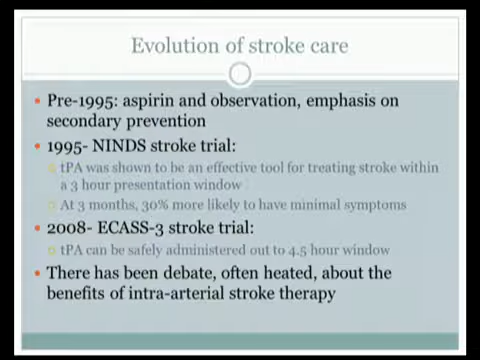 Evolution of stroke care
Pre-1995: aspirin and observation, emphasis on
secondary prevention
1995- NINDS stroke trial:
tPA was shown to be an effective tool for treating stroke within
a 3 hour presentation window
At 3 months, 30% more likely to have minimal symptoms
2008- ECASS-3 stroke trial:
tPA can be safely administered out to 4.5 hour window
There has been debate, often heated, about the
benefits of intra-arterial stroke therapy